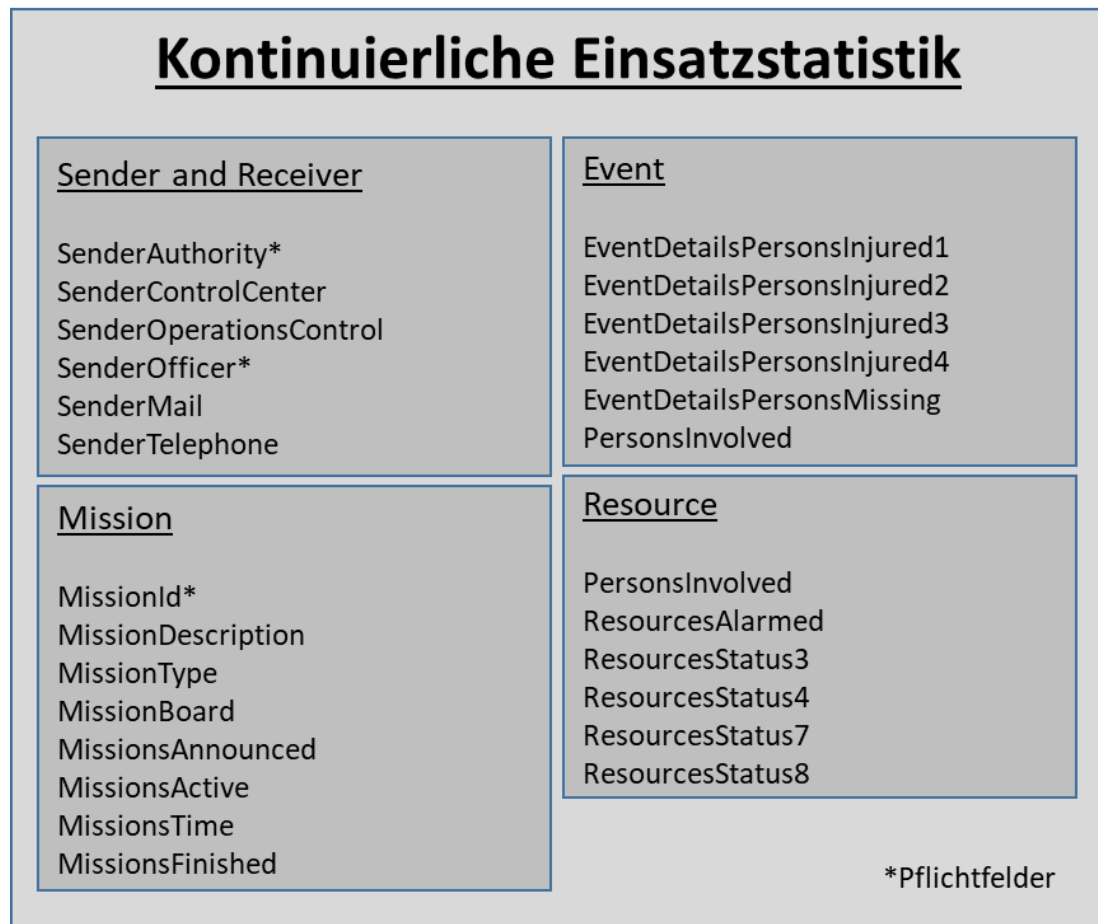 Kontinuierliche Einsatzstatistik
Sender and Receiver
SenderAuthority*
SenderControlCenter
SenderOperationsControl
SenderOfficer*
SenderMail
SenderTelephone
Event
EventDetailsPersonsInjured1
EventDetailsPersonsInjured2
EventDetailsPersonsInjured3
EventDetailsPersonsInjured4
EventDetailsPersonsMissing
PersonsInvolved
Mission
MissionId*
MissionDescription
MissionType
MissionBoard
MissionsAnnounced
MissionsActive
MissionsTime
MissionsFinished
Resource
PersonsInvolved
ResourcesAlarmed
ResourcesStatus3
ResourcesStatus4
ResourcesStatus7
ResourcesStatus8
*Pflichtfelder